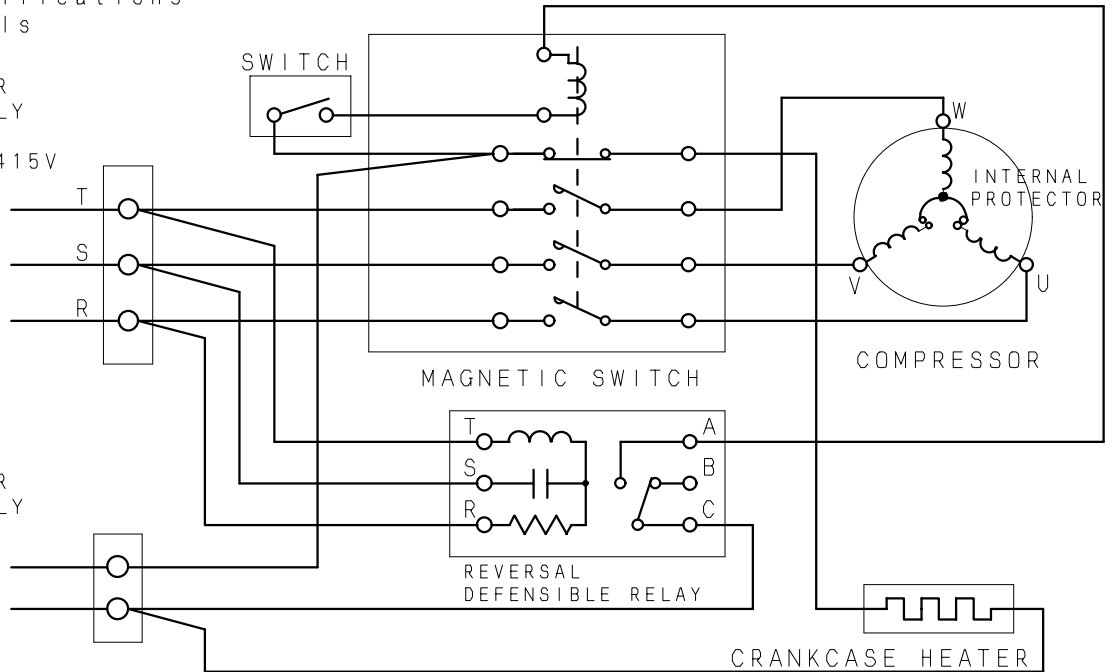 SWITCH
415V
T
S
R
MAGNETIC SWITCH
W
INTERNAL
PROTECTOR
V
U
COMPRESSOR
T
S
R
A
B
C
REVERSAL
DEFENSIBLE RELAY
CRANKCASE HEATER